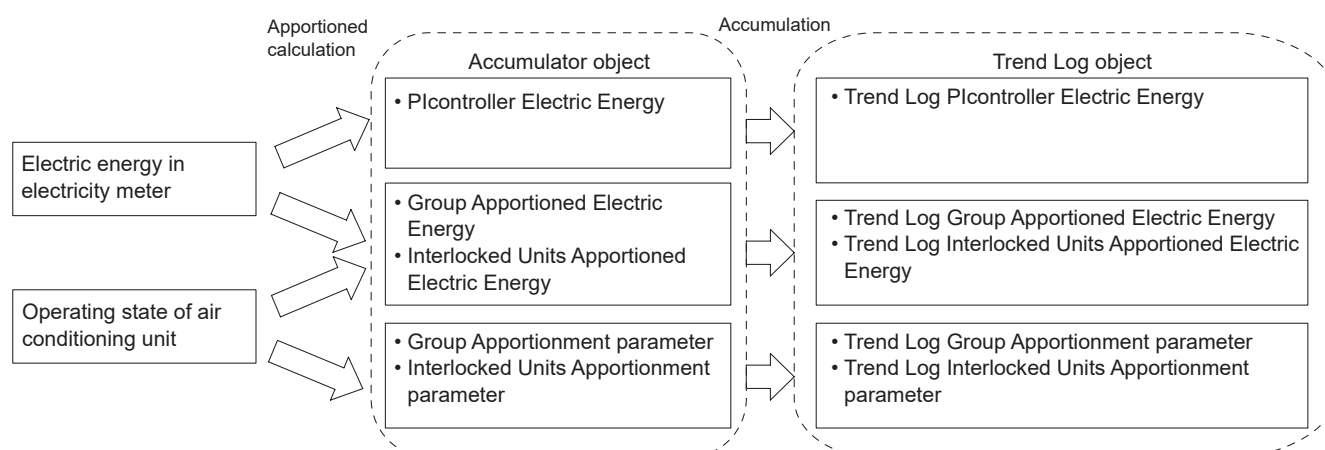 Apportioned
calculation
Accumulation
Electric energy in
electricity meter
Operating state of air
conditioning unit
Accumulator object
• PIcontroller Electric Energy
• Group Apportioned Electric
Energy
• Interlocked Units Apportioned
Electric Energy
• Group Apportionment parameter
• Interlocked Units Apportionment
parameter
Trend Log object
• Trend Log PIcontroller Electric Energy
• Trend Log Group Apportioned Electric Energy
• Trend Log Interlocked Units Apportioned Electric
Energy
• Trend Log Group Apportionment parameter
• Trend Log Interlocked Units Apportionment
parameter